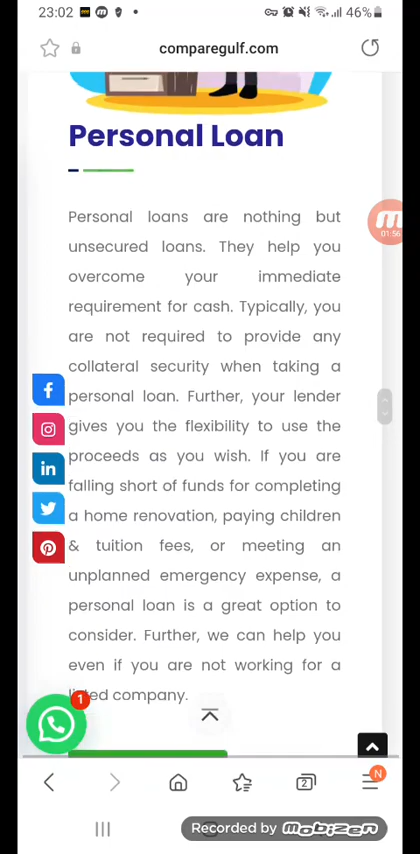 23:02
46%
comparegulf.com
Personal Loan
01:56
Personal loans are nothing but
unsecured loans. They help you
overcome your immediate
requirement for cash. Typically, you
are not required to provide any
collateral security when taking a
personal loan. Further, your lender
gives you the flexibility to use the
proceeds as you wish. If you are
falling short of funds for completing
a home renovation, paying children
& tuition fees, or meeting an
unplanned emergency expense, a
personal loan is a great option to
consider. Further, we can help you
even if you are not working for a
listed company.
1
2
N
Recorded by mobizen